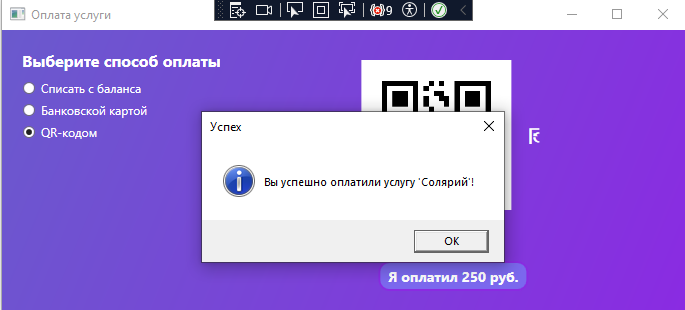 Оплата услуги
9
Выберите способ оплаты
Списать с баланса
Банковской картой
QR-кодом
Успех
Вы успешно оплатили услугу 'Солярий'!
OK
Я оплатил 250 руб.